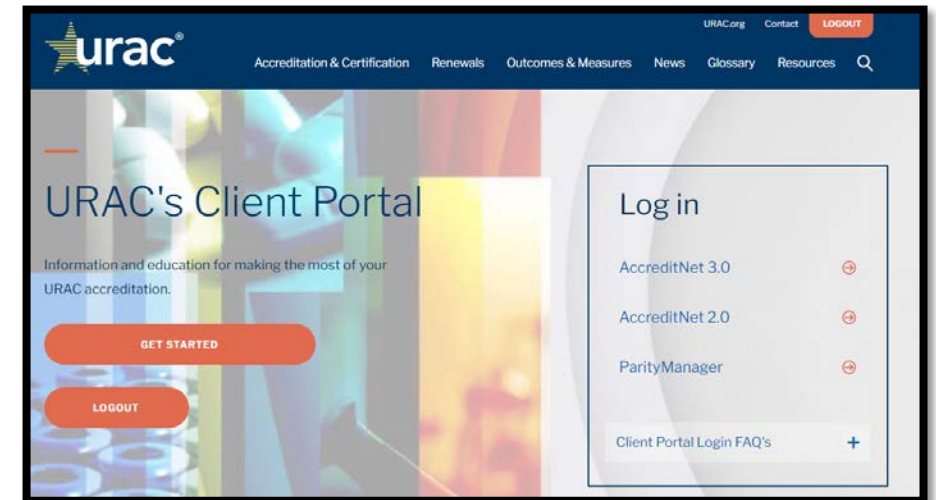 URAC.org Contact LOGOUT
urac®
Accreditation & Certification Renewals Outcomes & Measures News Glossary Resources
URAC's Client Portal
Information and education for making the most of your
URAC accreditation.
GET STARTED
LOGOUT
Log in
AccreditNet 3.0
AccreditNet 2.0
ParityManager
Client Portal Login FAQ's +